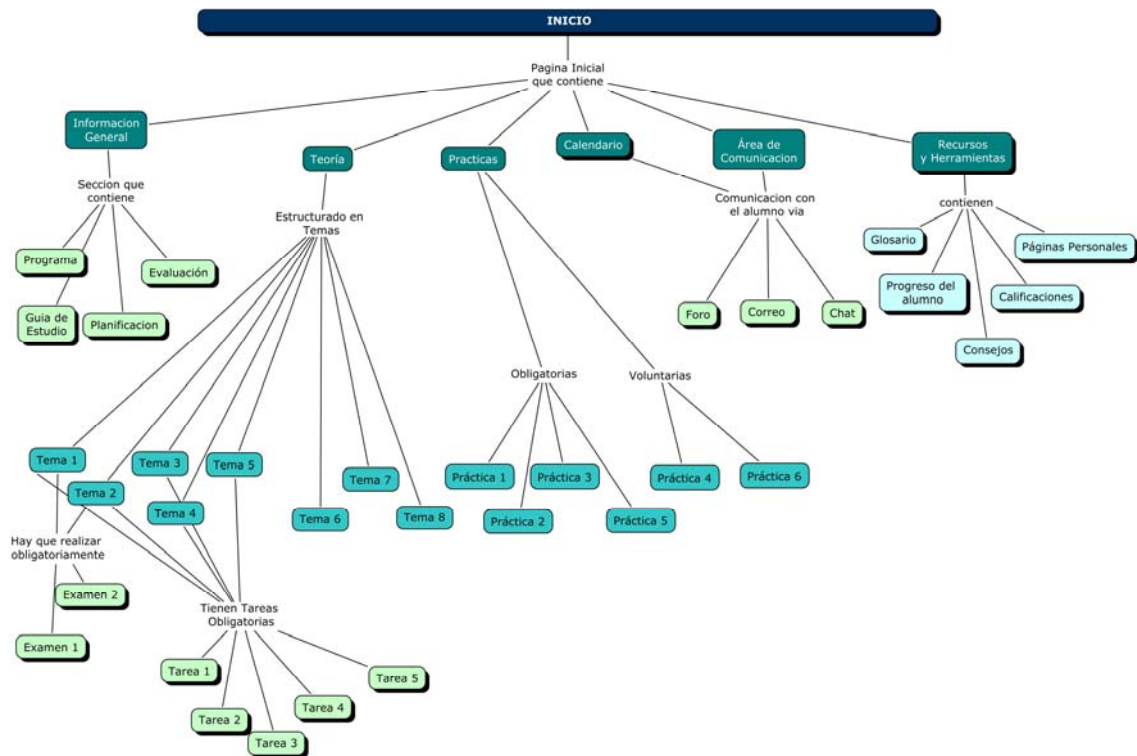 INICIO
Pagina Inicial
que contiene
Informacion
General
Teoría
Practicas
Calendario
Área de
Comunicacion
Recursos
y Herramientas
Seccion que
contiene
Estructurado en
Temas
Comunicacion con
el alumno via
contienen
Programa
Evaluación
Guia de
Estudio
Planificacion
Foro
Correo
Chat
Glosario
Páginas Personales
Progreso del
alumno
Calificaciones
Consejos
Obligatorias
Voluntarias
Tema 1
Tema 2
Tema 3
Tema 4
Tema 5
Tema 6
Tema 7
Tema 8
Práctica 1
Práctica 2
Práctica 3
Práctica 5
Práctica 4
Práctica 6
Hay que realizar
obligatoriamente
Examen 2
Examen 1
Tienen Tareas
Obligatorias
Tarea 1
Tarea 2
Tarea 3
Tarea 4
Tarea 5